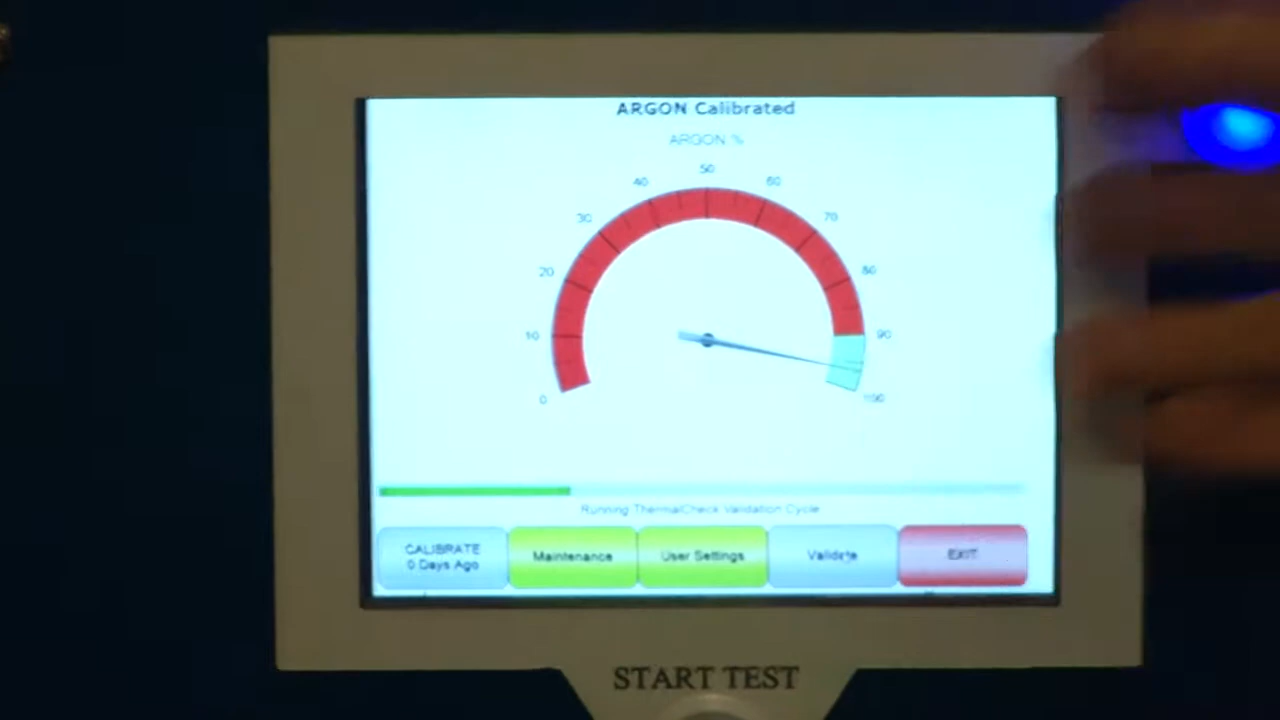 ARGON Calibrated
ARGON %
0
10
20
30
40
50
60
70
80
90
100
Running ThermalCheck Validation Cycle
CALIBRATE
0 Days Ago
Maintenance
User Settings
Validate
EXIT
START TEST